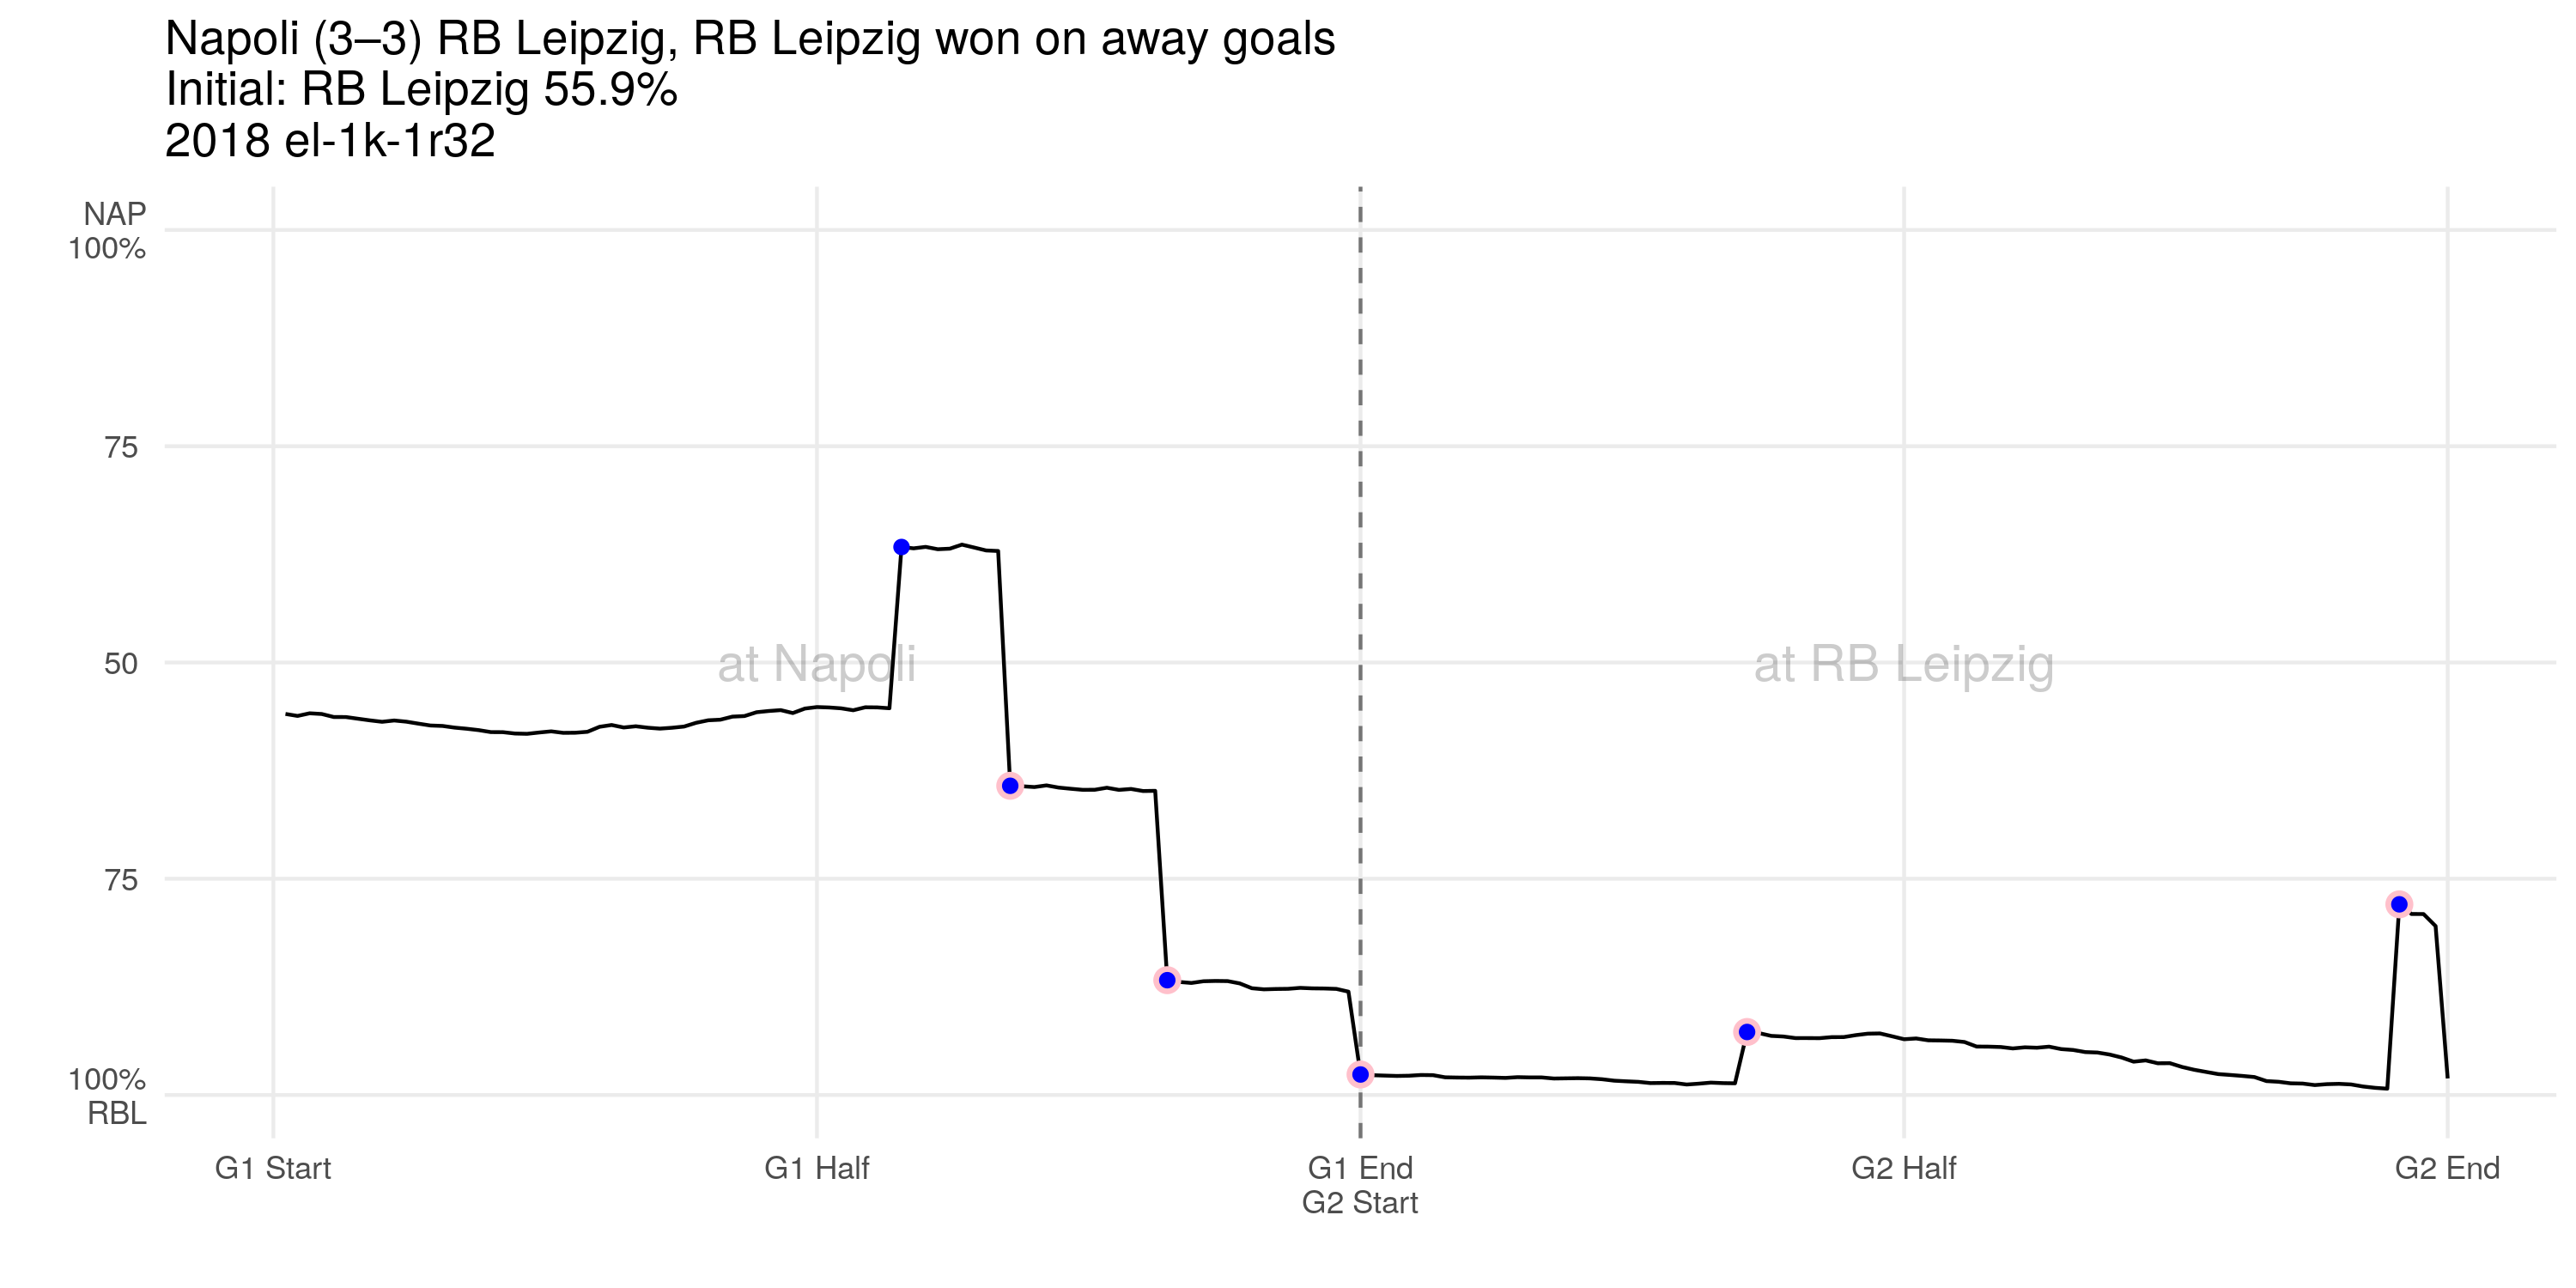 Napoli (3–3) RB Leipzig, RB Leipzig won on away goals
Initial: RB Leipzig 55.9%
2018 el-1k-1r32
NAP
100%
75
50
75
100%
RBL
at Napoli
at RB Leipzig
G1 Start
G1 Half
G1 End
G2 Start
G2 Half
G2 End